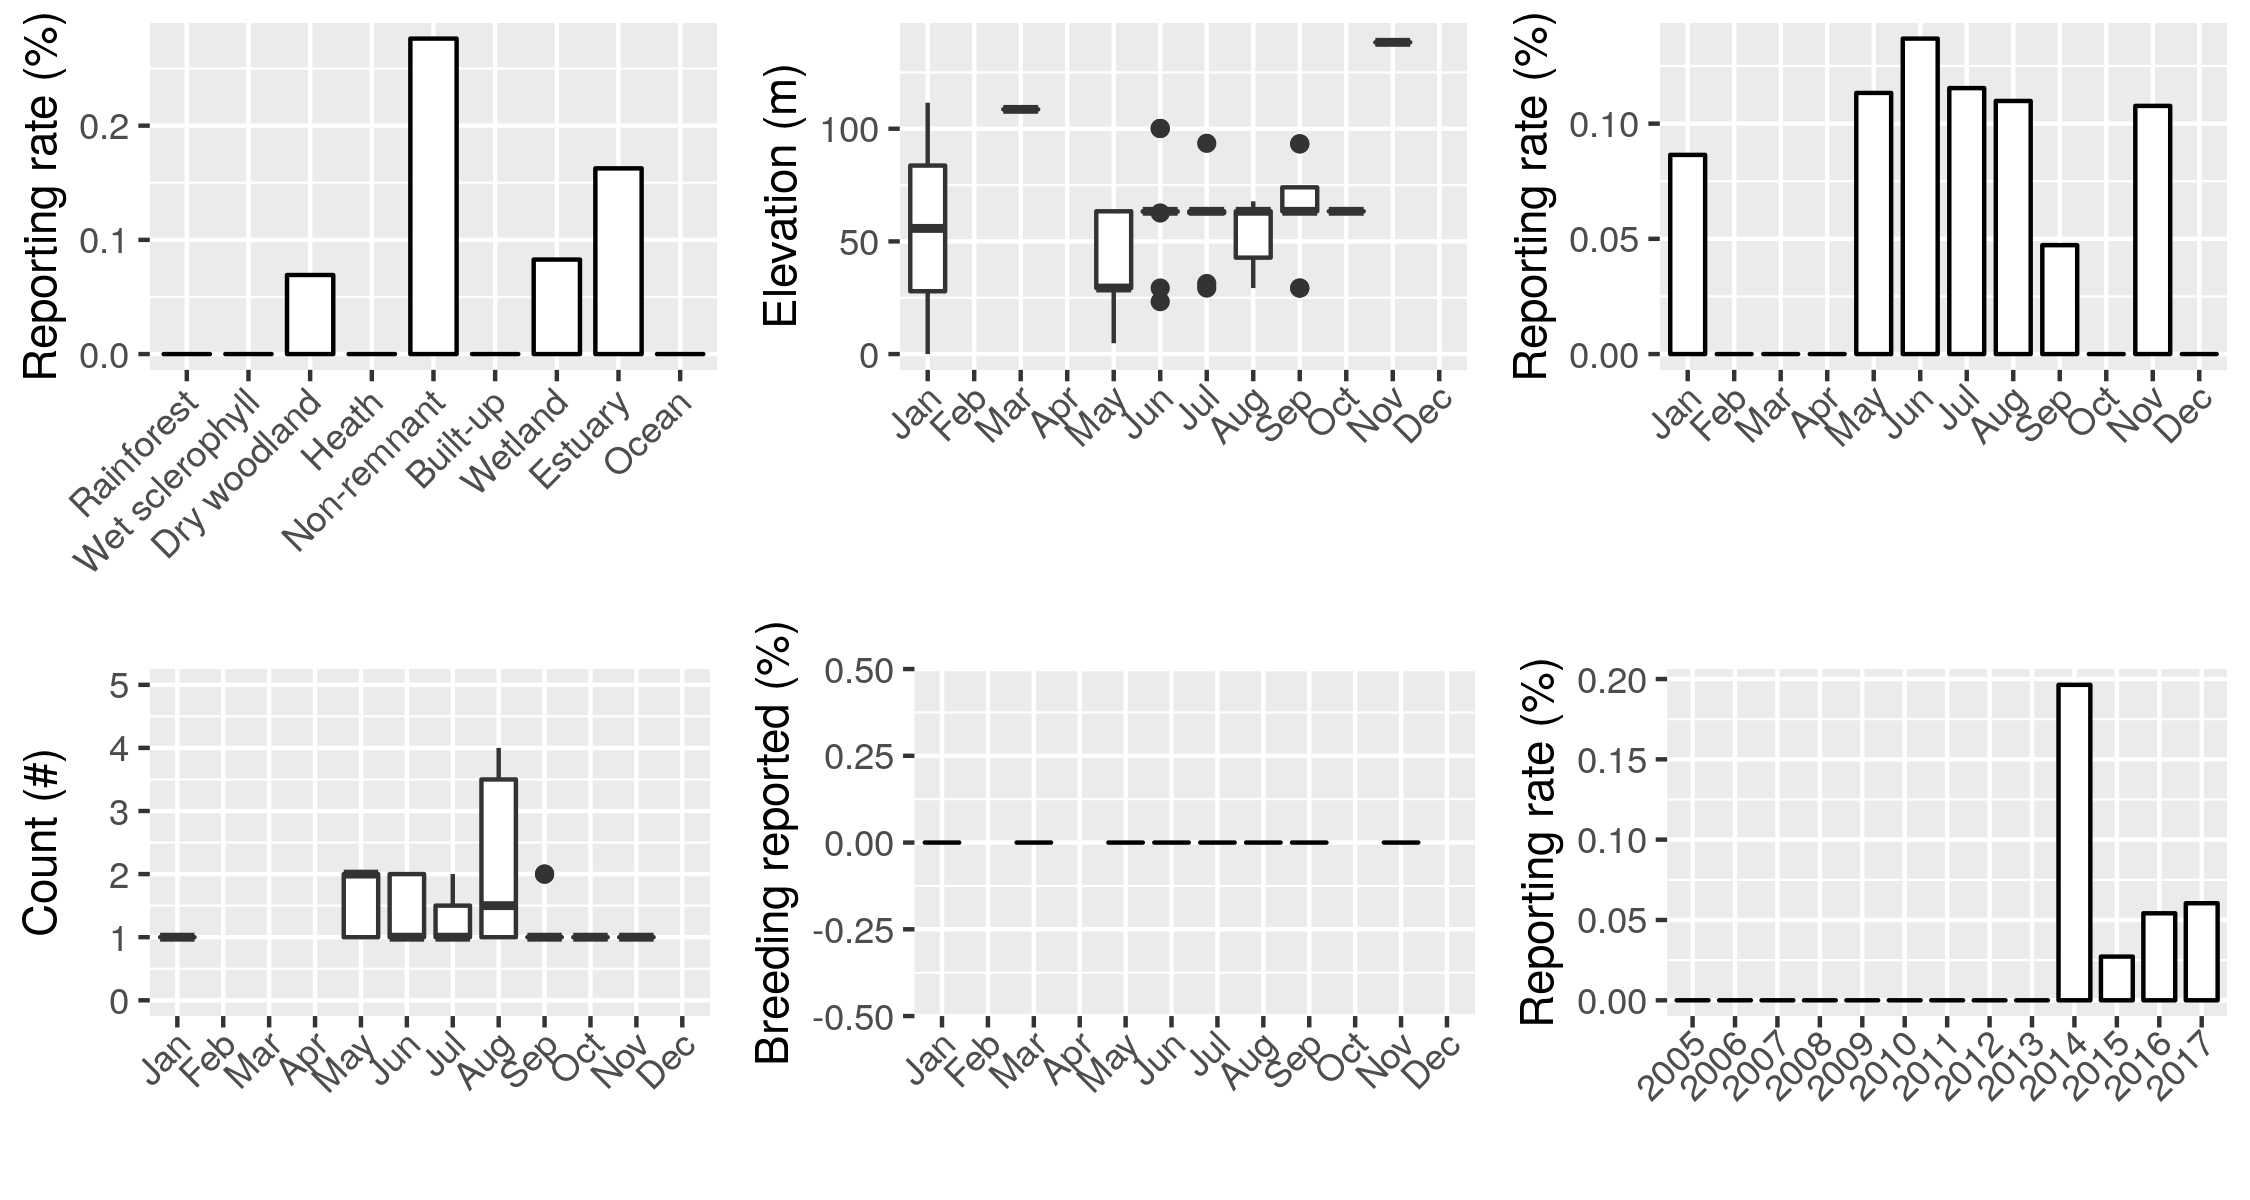 Reporting rate (%)
0.2
0.1
0.0
Rainforest
Wet sclerophyll
Dry woodland
Heath
Non-remnant
Built-up
Wetland
Estuary
Ocean
Elevation (m)
100
50
0
Jan
Feb
Mar
Apr
May
Jun
Jul
Aug
Sep
Oct
Nov
Dec
Reporting rate (%)
0.10
0.05
0.00
Jan
Feb
Mar
Apr
May
Jun
Jul
Aug
Sep
Oct
Nov
Dec
Count (#)
5
4
3
2
1
0
Jan
Feb
Mar
Apr
May
Jun
Jul
Aug
Sep
Oct
Nov
Dec
Breeding reported (%)
0.50
0.25
0.00
-0.25
-0.50
Jan
Feb
Mar
Apr
May
Jun
Jul
Aug
Sep
Oct
Nov
Dec
Reporting rate (%)
0.20
0.15
0.10
0.05
0.00
2005
2006
2007
2008
2009
2010
2011
2012
2013
2014
2015
2016
2017